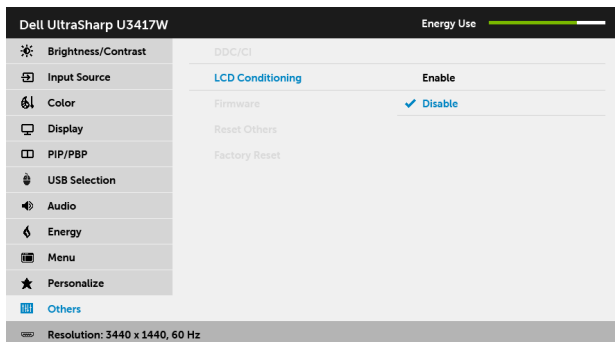 Dell UltraSharp U3417W Energy Use
Brightness/Contrast DDC/CI
Input Source LCD Conditioning Enable
Color Firmware Disable
Display Reset Others
PIP/PBP Factory Reset
USB Selection
Audio
Energy
Menu
Personalize
Others
Resolution: 3440 x 1440, 60 Hz